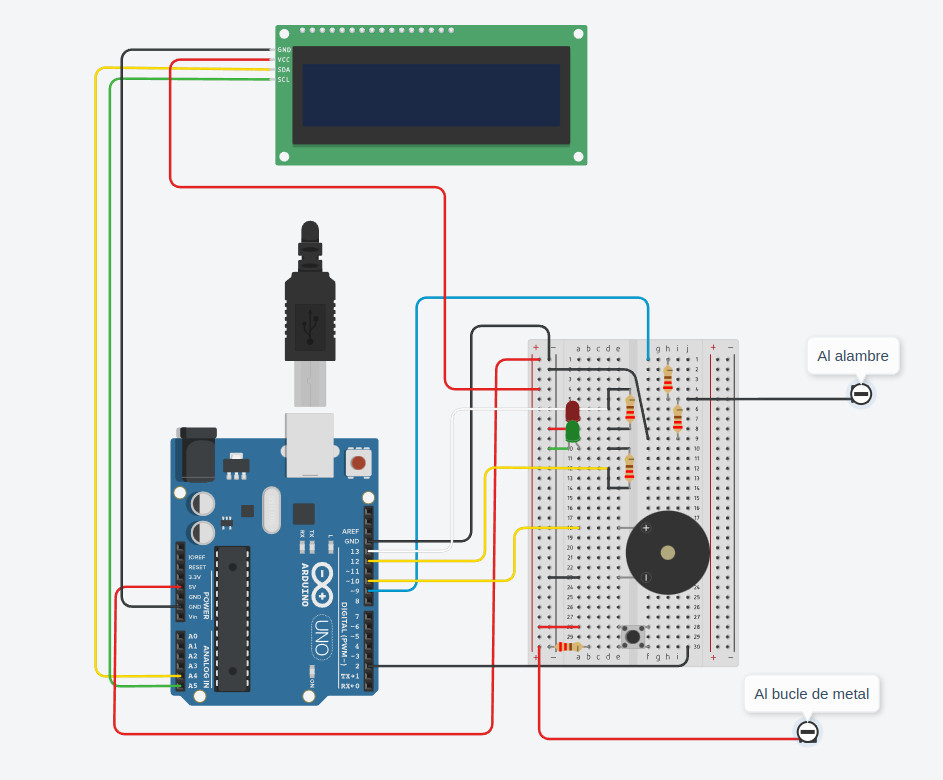 GND
VCC
SDA
SCL
Al alambre
Al bucle de metal
IOREF
RESET
3.3V
5V
GND
GND
Vin
POWER
A0
A1
A2
A3
A4
A5
ANALOG IN
RX
TX
L
ARDUINO
UNO
ON
AREF
GND
13
12
~11
~10
~9
8
7
~6
~5
4
~3
2
TX→1
RX←0
DIGITAL (PWM~)
+ − a b c d e f g h i j + −
1
2
3
4
5
6
7
8
9
10
11
12
13
14
15
16
17
18
19
20
21
22
23
24
25
26
27
28
29
30
+ − a b c d e f g h i j + −